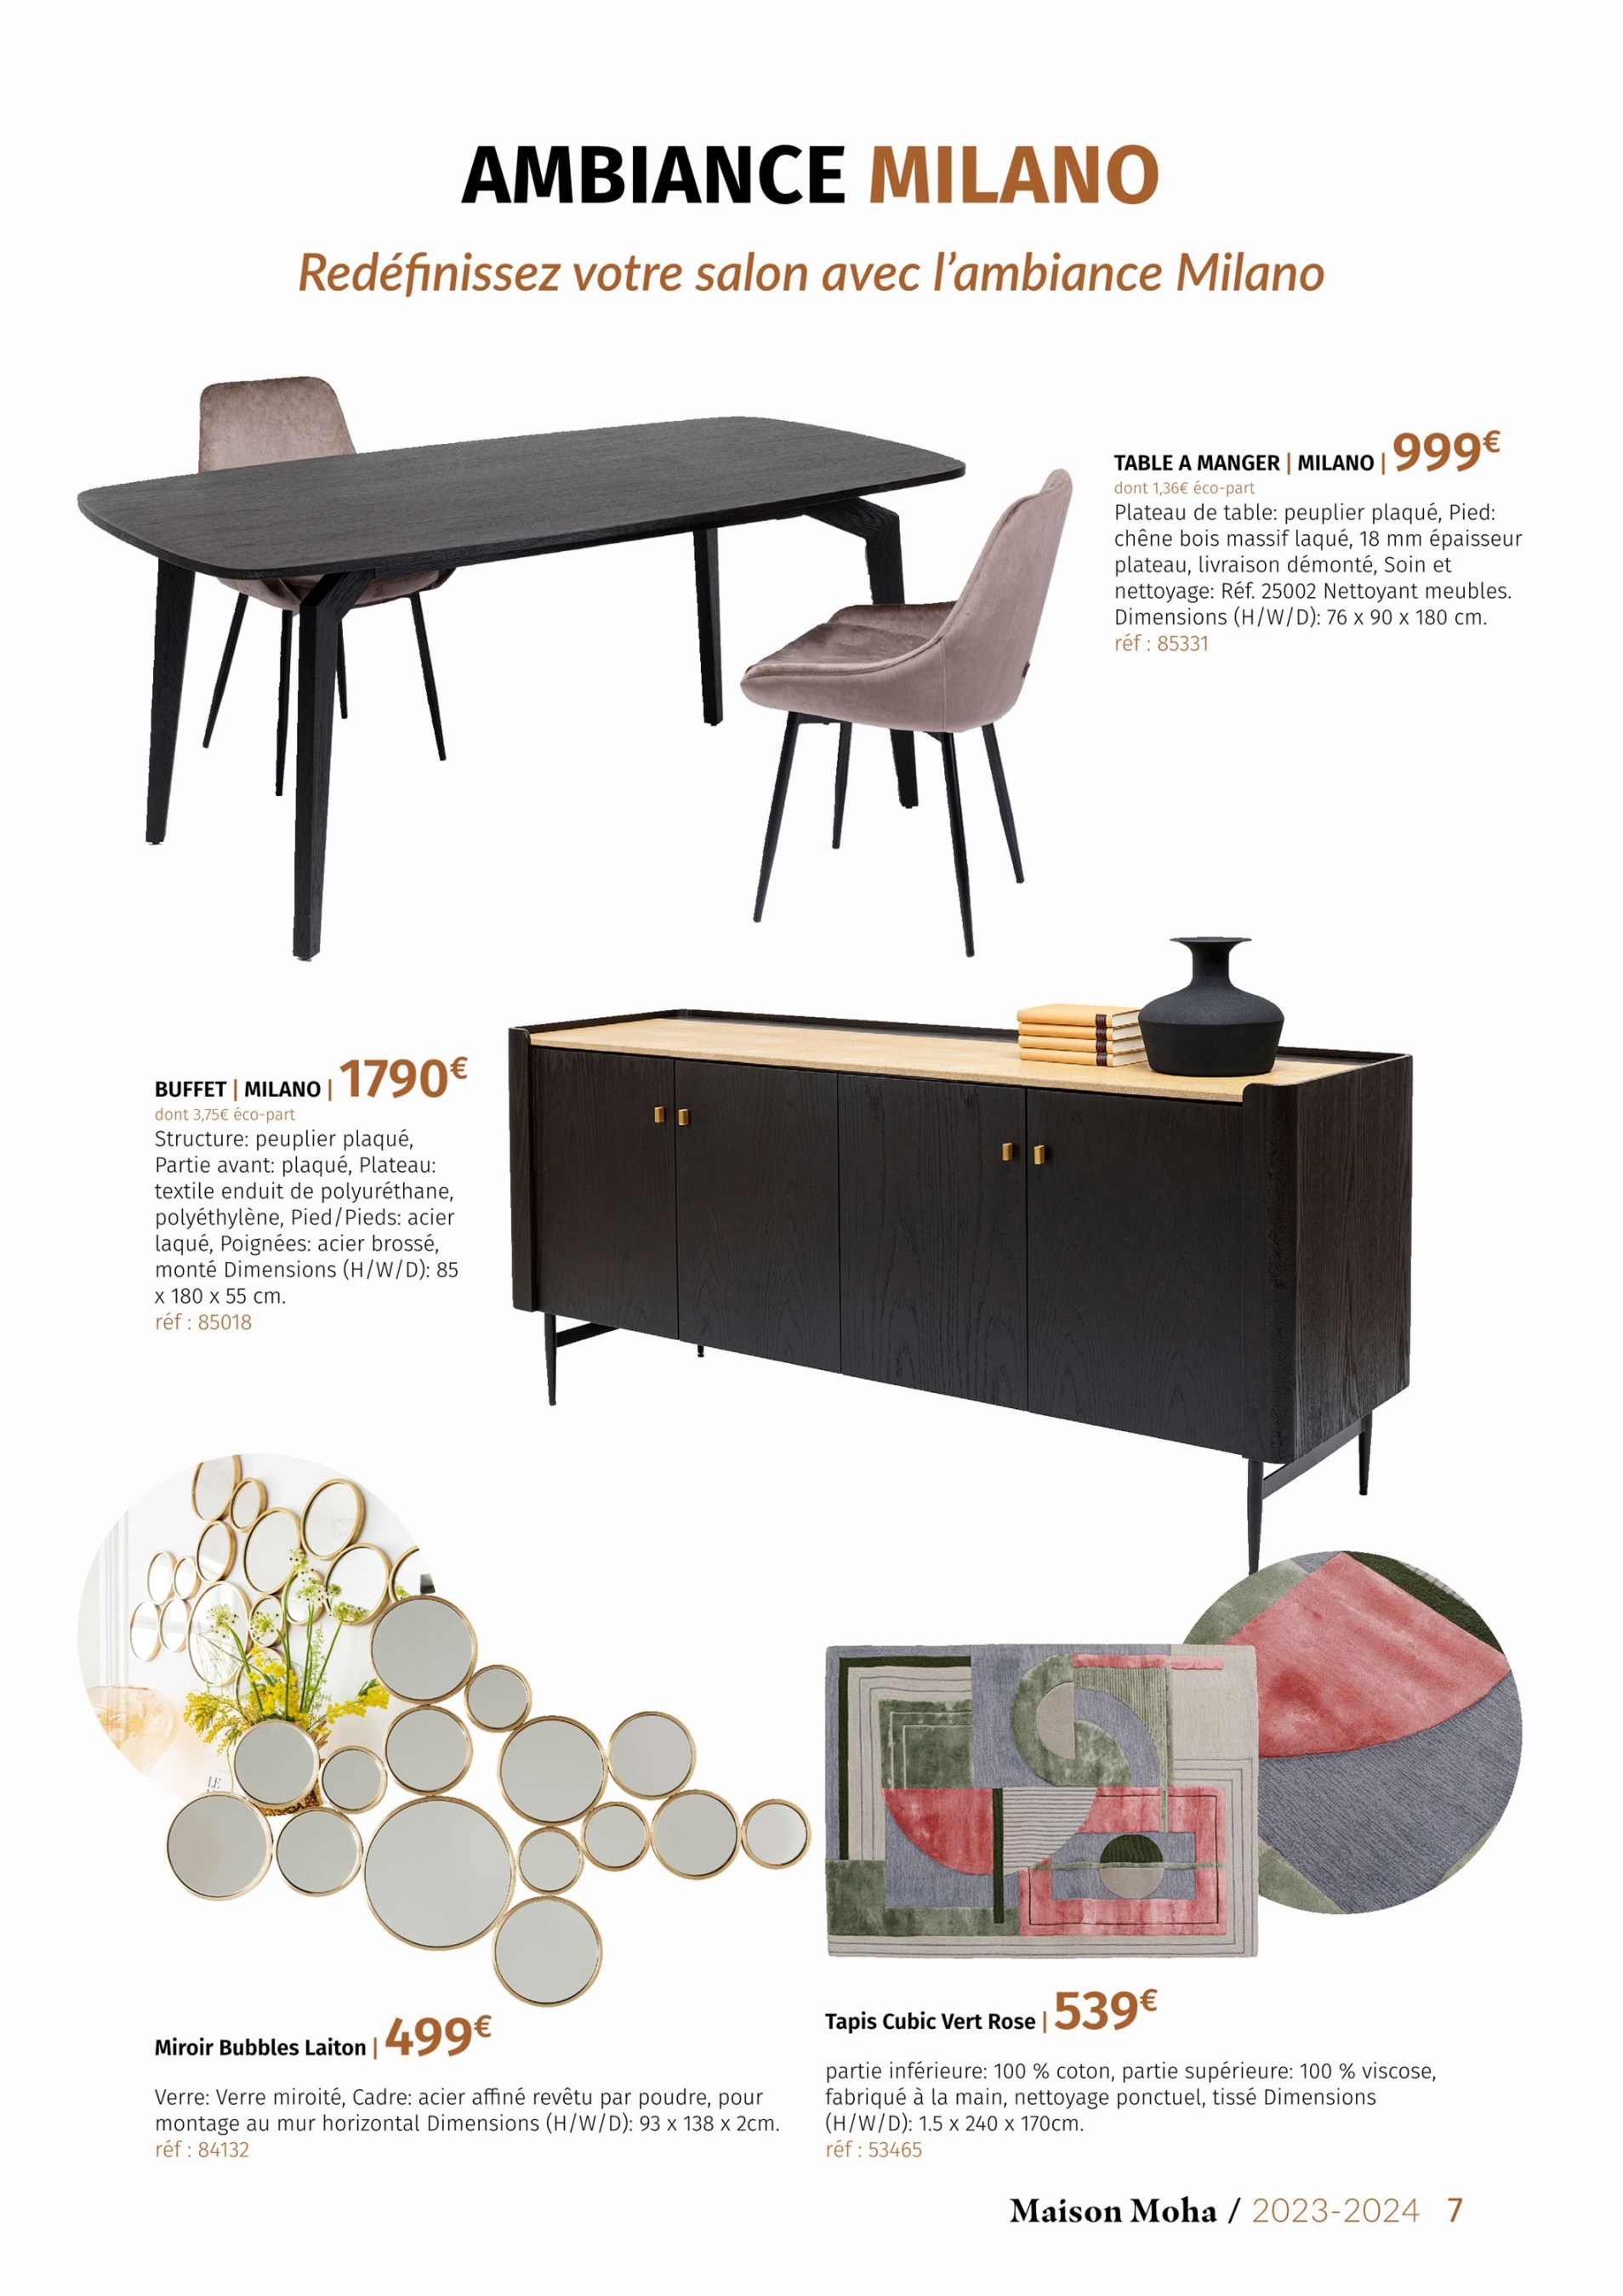 AMBIANCE MILANO
Redéfinissez votre salon avec l’ambiance Milano
TABLE A MANGER | MILANO | 999€
dont 1,36€ éco-part
Plateau de table: peuplier plaqué, Pied:
chêne bois massif laqué, 18 mm épaisseur
plateau, livraison démonté, Soin et
nettoyage: Réf. 25002 Nettoyant meubles.
Dimensions (H/W/D): 76 x 90 x 180 cm.
réf : 85331
BUFFET | MILANO | 1790€
dont 3,75€ éco-part
Structure: peuplier plaqué,
Partie avant: plaqué, Plateau:
textile enduit de polyuréthane,
polyéthylène, Pied/Pieds: acier
laqué, Poignées: acier brossé,
monté Dimensions (H/W/D): 85
x 180 x 55 cm.
réf : 85018
LE
Miroir Bubbles Laiton | 499€
Verre: Verre miroité, Cadre: acier affiné revêtu par poudre, pour
montage au mur horizontal Dimensions (H/W/D): 93 x 138 x 2cm.
réf : 84132
Tapis Cubic Vert Rose | 539€
partie inférieure: 100 % coton, partie supérieure: 100 % viscose,
fabriqué à la main, nettoyage ponctuel, tissé Dimensions
(H/W/D): 1.5 x 240 x 170cm.
réf : 53465
Maison Moha / 2023-2024 7